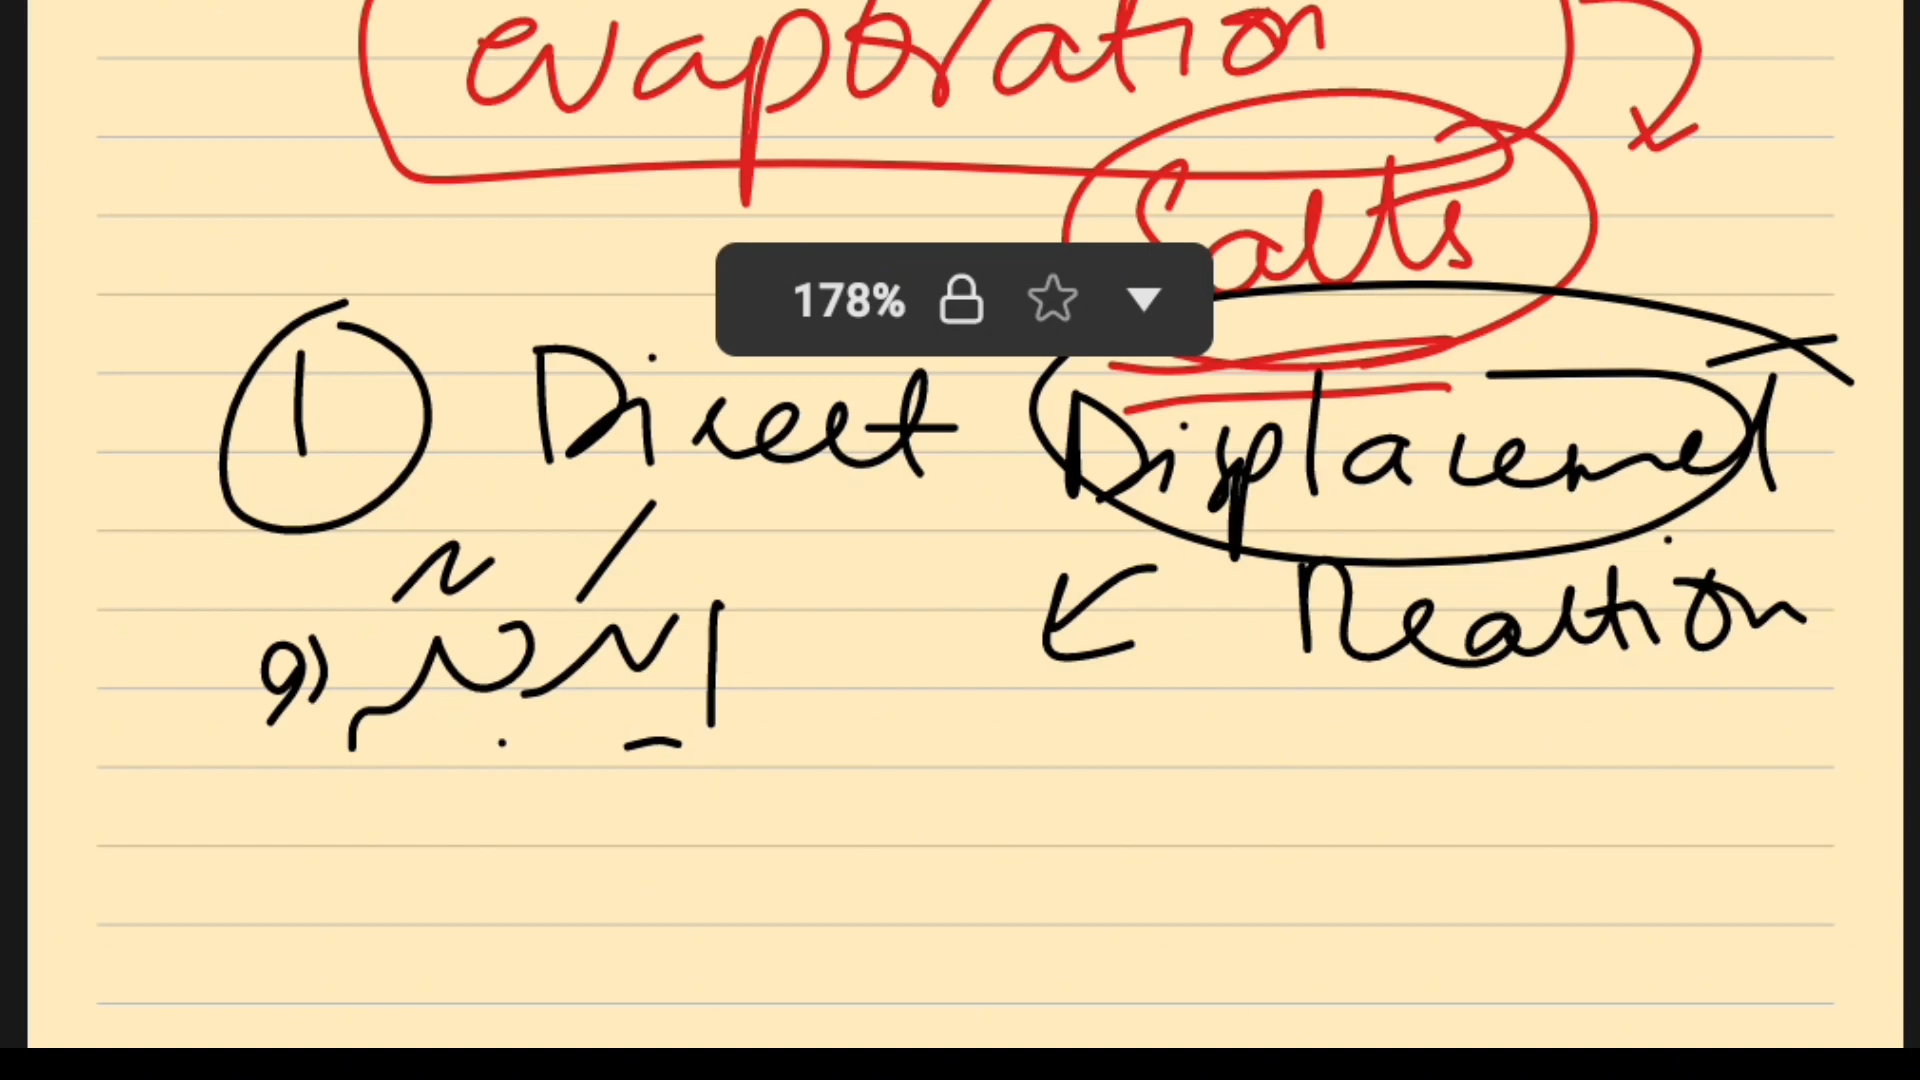 evaporation
Salts
178%
① Direct Displacement
Reaction